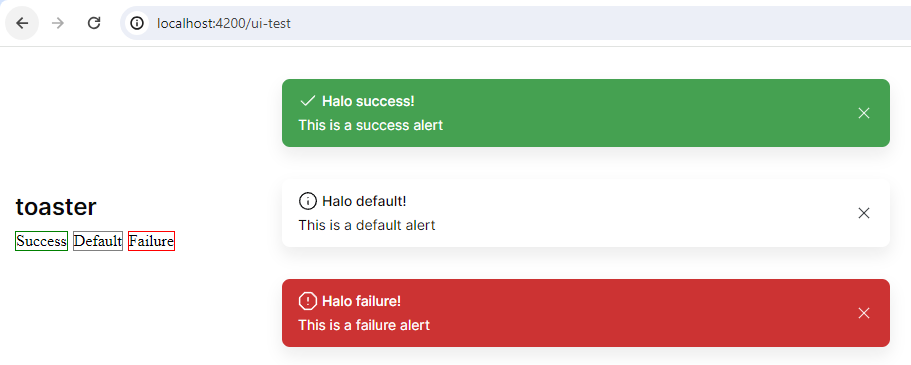 localhost:4200/ui-test
Halo success!
This is a success alert
Halo default!
This is a default alert
toaster
Success Default Failure
Halo failure!
This is a failure alert